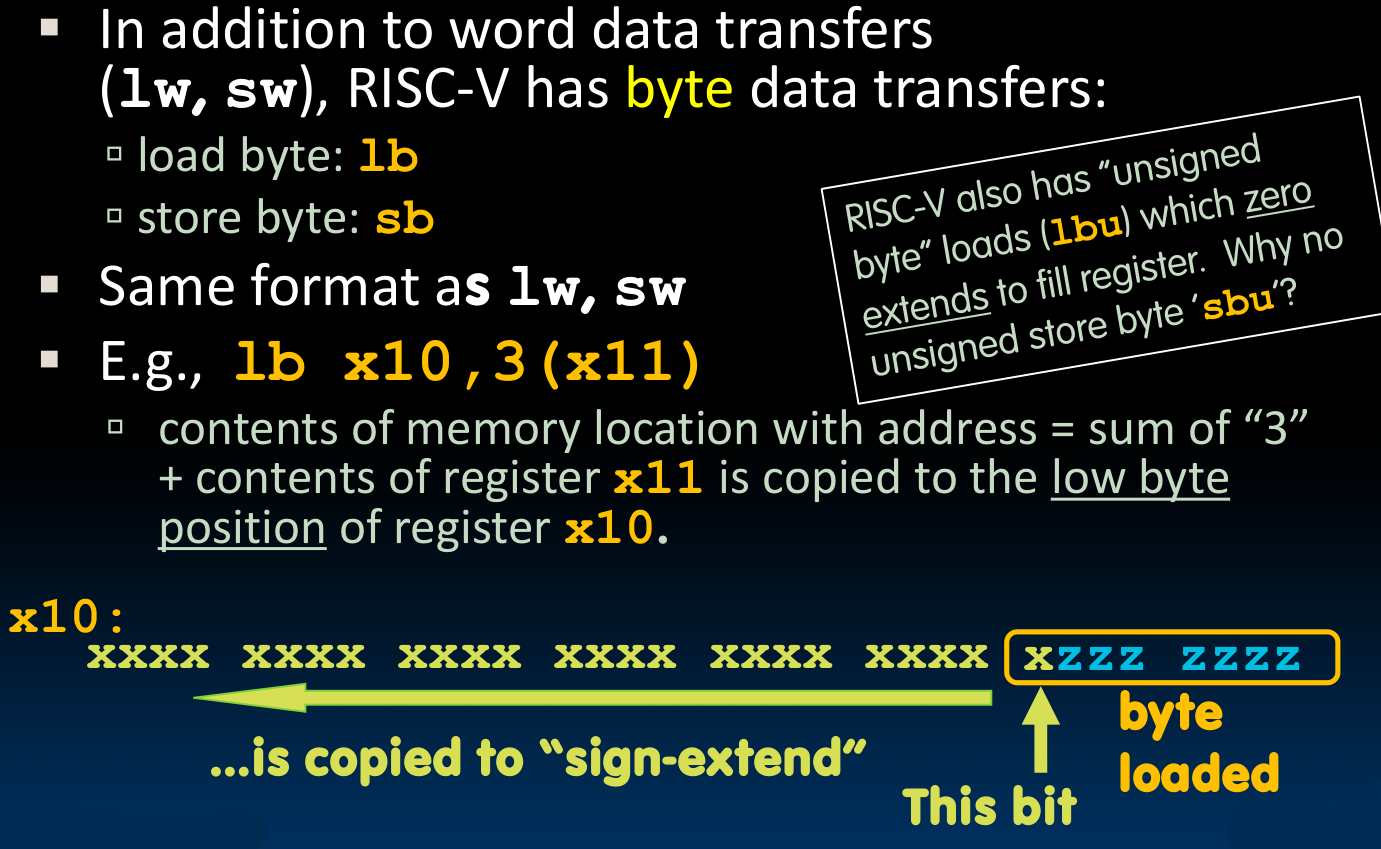 In addition to word data transfers
(lw, sw), RISC-V has byte data transfers:
load byte: lb
store byte: sb
RISC-V also has “unsigned
byte” loads (lbu) which zero
extends to fill register. Why no
unsigned store byte ‘sbu’?
Same format as lw, sw
E.g., lb x10,3(x11)
contents of memory location with address = sum of “3”
+ contents of register x11 is copied to the low byte
position of register x10.
x10:
xxxx xxxx xxxx xxxx xxxx xxxx xzzz zzzz
byte
loaded
…is copied to “sign-extend”
This bit